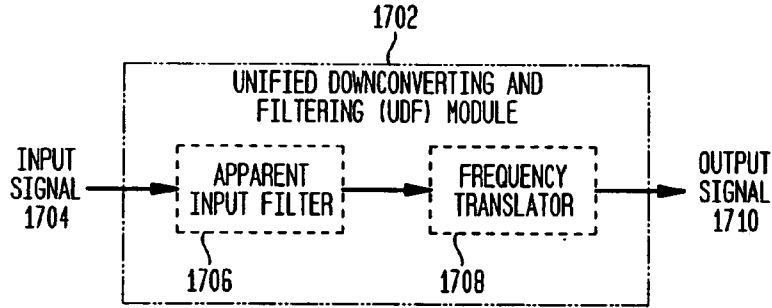 1702
UNIFIED DOWNCONVERTING AND
FILTERING (UDF) MODULE
INPUT
SIGNAL
1704
APPARENT
INPUT FILTER
1706
FREQUENCY
TRANSLATOR
1708
OUTPUT
SIGNAL
1710